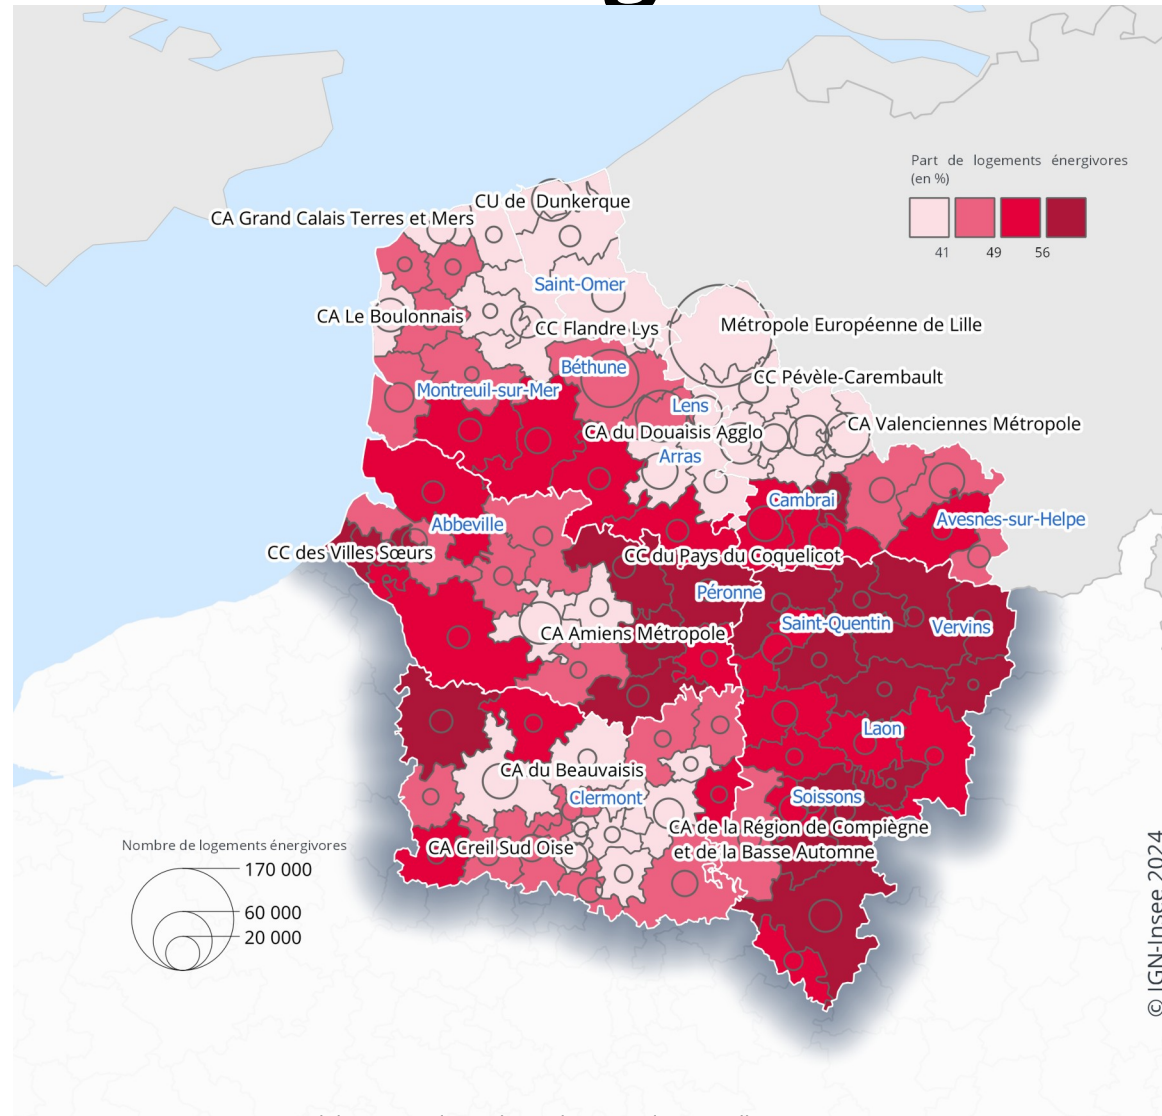 Part de logements énergivores
(en %)
41 49 56
CU de Dunkerque
CA Grand Calais Terres et Mers
Saint-Omer
CA Le Boulonnais
CC Flandre Lys
Métropole Européenne de Lille
Béthune
CC Pévèle-Carembault
Montreuil-sur-Mer
Lens
CA du Douaisis Agglo
CA Valenciennes Métropole
Arras
Cambrai
Abbeville
Avesnes-sur-Helpe
CC des Villes Sœurs
CC du Pays du Coquelicot
Péronne
Saint-Quentin
Vervins
CA Amiens Métropole
Laon
CA du Beauvaisis
Clermont
Soissons
CA de la Région de Compiègne
et de la Basse Automne
CA Creil Sud Oise
Nombre de logements énergivores
170 000
60 000
20 000
© IGN-Insee 2024